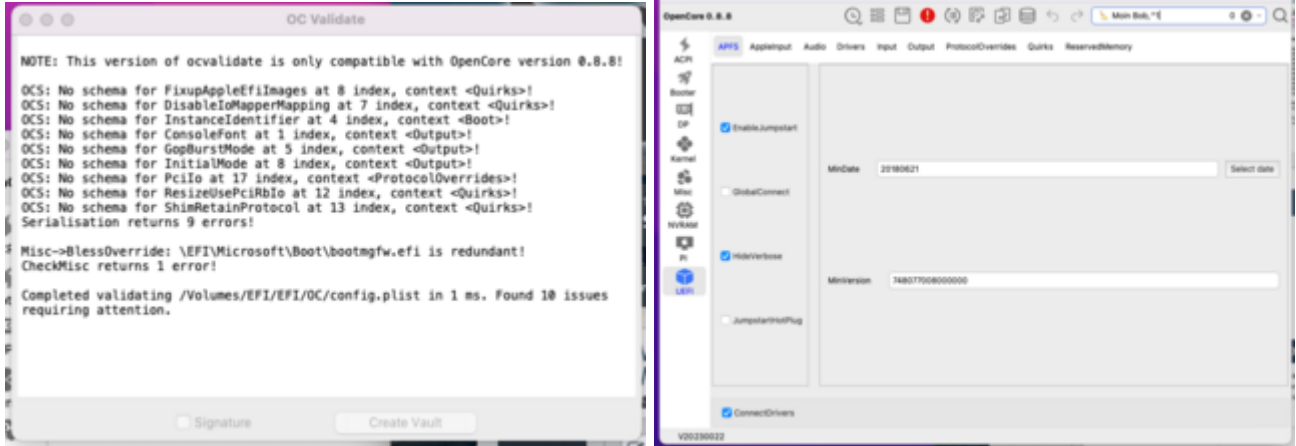 OC Validate
NOTE: This version of ocvalidate is only compatible with OpenCore version 0.8.8!
OCS: No schema for FixupAppleEfiImages at 8 index, context <Quirks>!
OCS: No schema for DisableIoMapperMapping at 7 index, context <Quirks>!
OCS: No schema for InstanceIdentifier at 4 index, context <Boot>!
OCS: No schema for ConsoleFont at 1 index, context <Output>!
OCS: No schema for GopBurstMode at 5 index, context <Output>!
OCS: No schema for InitialMode at 8 index, context <Output>!
OCS: No schema for PciIo at 17 index, context <ProtocolOverrides>!
OCS: No schema for ResizeUsePciRbIo at 12 index, context <Quirks>!
OCS: No schema for ShimRetainProtocol at 13 index, context <Quirks>!
Serialisation returns 9 errors!
Misc->BlessOverride: \EFI\Microsoft\Boot\bootmgfw.efi is redundant!
CheckMisc returns 1 error!
Completed validating /Volumes/EFI/EFI/OC/config.plist in 1 ms. Found 10 issues
requiring attention.
Signature Create Vault
OpenCore 0.8.8
Moin Bob,"1 0
APFS AppleInput Audio Drivers Input Output ProtocolOverrides Quirks ReservedMemory
ACPI
Booter
DP
Kernel
Misc
NVRAM
PI
UEFI
EnableJumpstart
GlobalConnect
HideVerbose
JumpstartHotPlug
MinDate 20180621 Select date
MinVersion 748077008000000
ConnectDrivers